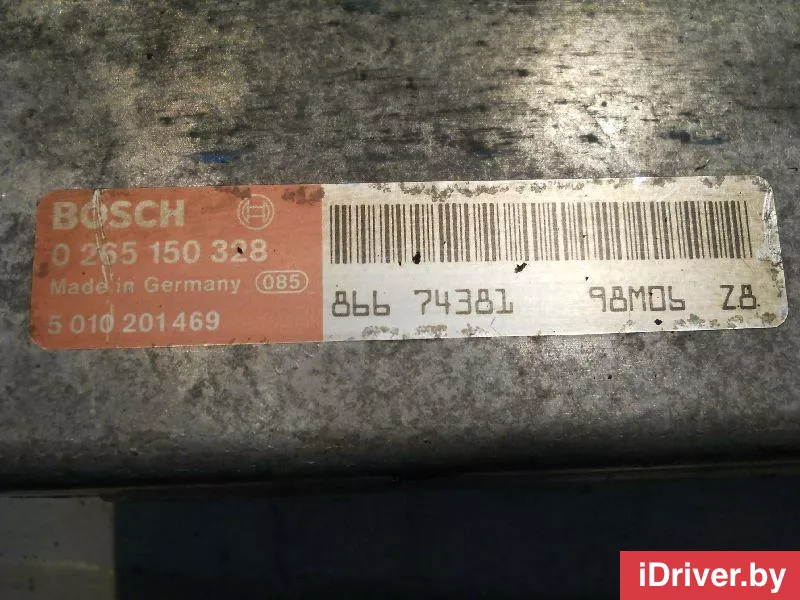 BOSCH
0 265 150 328
Made in Germany 085
5 010 201 469
866 74381 98M06 Z8
iDriver.by